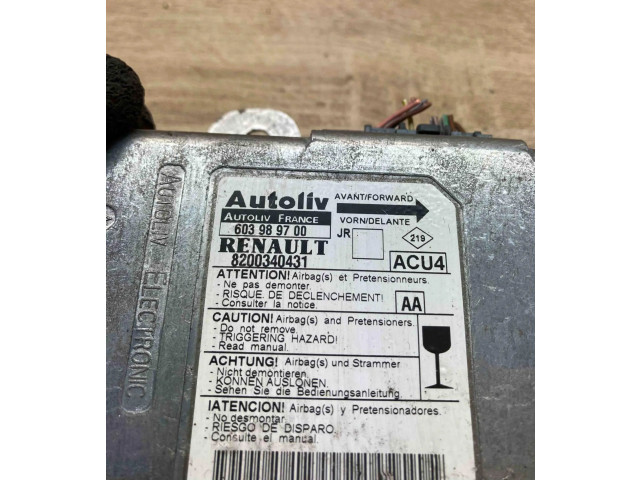 AUTOLIV ELECTRONIC
Autoliv
AUTOLIV FRANCE
603 98 97 00
RENAULT
8200340431
AVANT/FORWARD
VORN/DELANTE
JR
219
ACU4
ATTENTION! Airbag(s) et Pretensionneurs.
- Ne pas demonter.
- RISQUE DE DECLENCHEMENT!
- Consulter la notice.
AA
CAUTION! Airbag(s) and Pretensioners.
- Do not remove.
- TRIGGERING HAZARD!
- Read manual.
ACHTUNG! Airbag(s) und Strammer
- Nicht demontieren.
- KONNEN AUSLONEN.
- Sehen Sie die Bedienungsanleitung.
!ATENCION! Airbag(s) y Pretensionadores.
- No desmontar.
- RIESGO DE DISPARO.
- Consulte el manual.